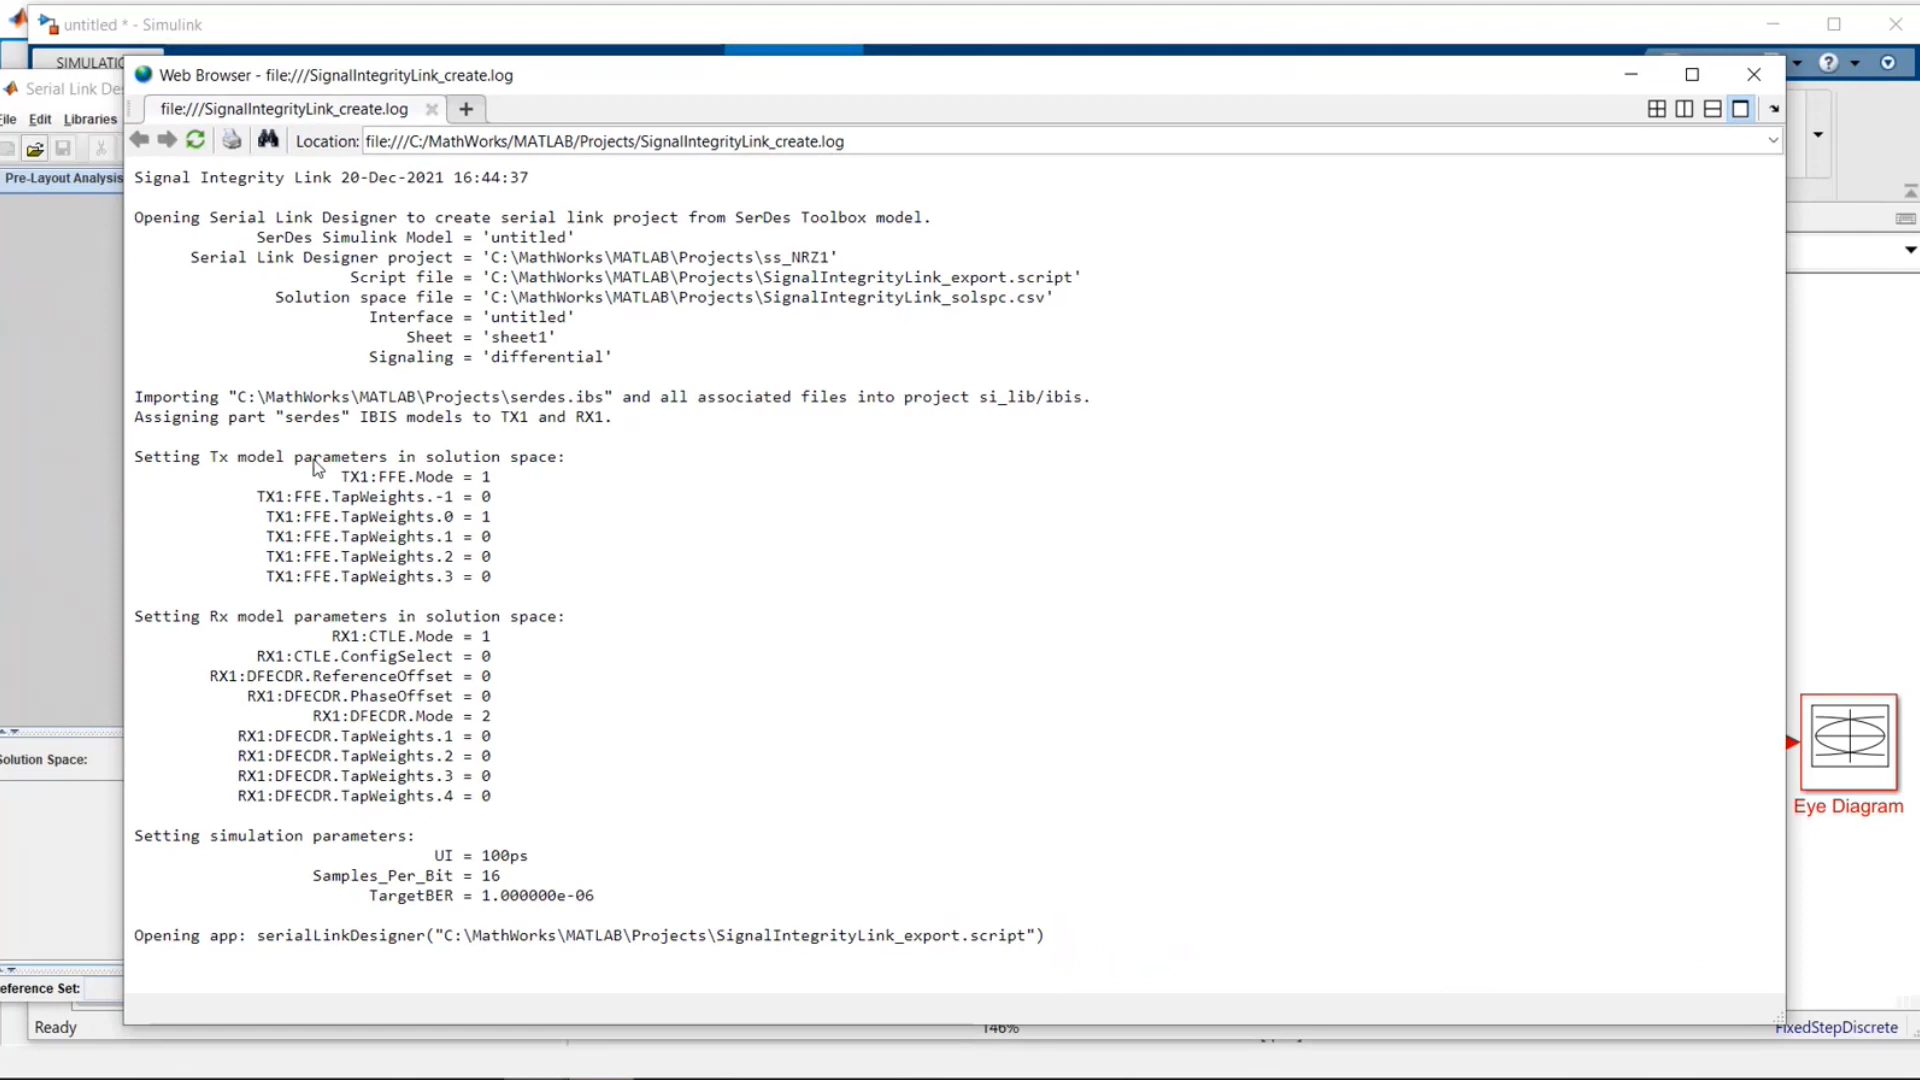 untitled * - Simulink
SIMULATIO
Serial Link De
ile Edit Libraries
Pre-Layout Analysis
Solution Space:
eference Set:
Web Browser - file:///SignalIntegrityLink_create.log
file:///SignalIntegrityLink_create.log
Location: file:///C:/MathWorks/MATLAB/Projects/SignalIntegrityLink_create.log
Signal Integrity Link 20-Dec-2021 16:44:37
Opening Serial Link Designer to create serial link project from SerDes Toolbox model.
SerDes Simulink Model = 'untitled'
Serial Link Designer project = 'C:\MathWorks\MATLAB\Projects\ss_NRZ1'
Script file = 'C:\MathWorks\MATLAB\Projects\SignalIntegrityLink_export.script'
Solution space file = 'C:\MathWorks\MATLAB\Projects\SignalIntegrityLink_solspc.csv'
Interface = 'untitled'
Sheet = 'sheet1'
Signaling = 'differential'
Importing "C:\MathWorks\MATLAB\Projects\serdes.ibs" and all associated files into project si_lib/ibis.
Assigning part "serdes" IBIS models to TX1 and RX1.
Setting Tx model parameters in solution space:
TX1:FFE.Mode = 1
TX1:FFE.TapWeights.-1 = 0
TX1:FFE.TapWeights.0 = 1
TX1:FFE.TapWeights.1 = 0
TX1:FFE.TapWeights.2 = 0
TX1:FFE.TapWeights.3 = 0
Setting Rx model parameters in solution space:
RX1:CTLE.Mode = 1
RX1:CTLE.ConfigSelect = 0
RX1:DFECDR.ReferenceOffset = 0
RX1:DFECDR.PhaseOffset = 0
RX1:DFECDR.Mode = 2
RX1:DFECDR.TapWeights.1 = 0
RX1:DFECDR.TapWeights.2 = 0
RX1:DFECDR.TapWeights.3 = 0
RX1:DFECDR.TapWeights.4 = 0
Setting simulation parameters:
UI = 100ps
Samples_Per_Bit = 16
TargetBER = 1.000000e-06
Opening app: serialLinkDesigner("C:\MathWorks\MATLAB\Projects\SignalIntegrityLink_export.script")
Eye Diagram
Ready
146%
FixedStepDiscrete